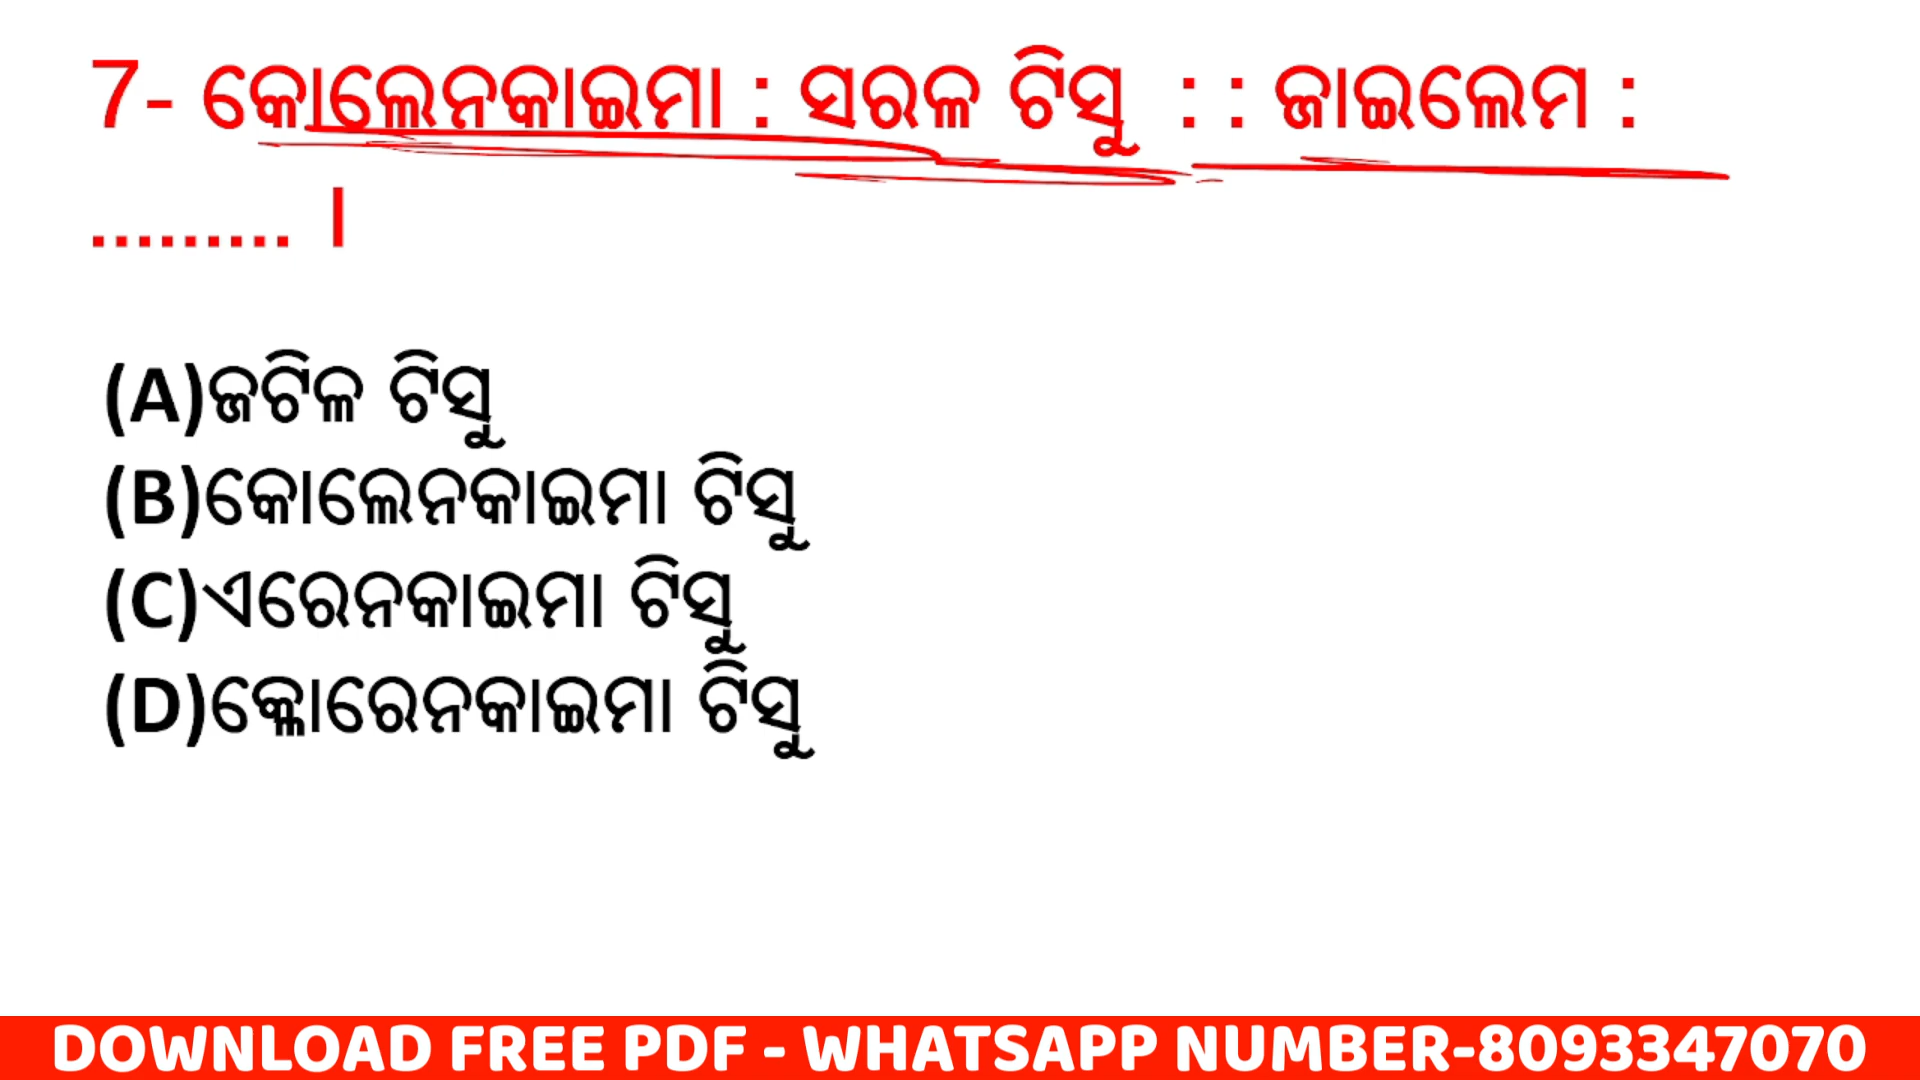 7- କୋଲେନକାଇମା : ସରଳ ଟିସୁ : : ଜାଇଲେମ :
......... ।
(A)ଜଟିଳ ଟିସୁ
(B)କୋଲେନକାଇମା ଟିସୁ
(C)ଏରେନକାଇମା ଟିସୁ
(D)କ୍ଳୋରେନକାଇମା ଟିସୁ
DOWNLOAD FREE PDF - WHATSAPP NUMBER-8093347070